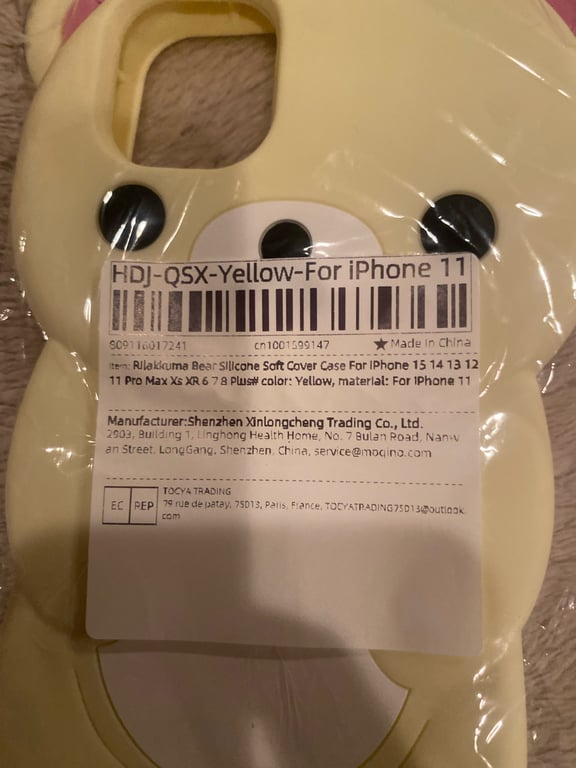 HDJ-QSX-Yellow-For iPhone 11
809116017241 cn1001599147 ★ Made in China
Item: Rilakkuma Bear Silicone Soft Cover Case For iPhone 15 14 13 12
11 Pro Max Xs XR 6 7 8 Plus# color: Yellow, material: For iPhone 11
Manufacturer:Shenzhen Xinlongcheng Trading Co., Ltd.
2903, Building 1, Linghong Health Home, No. 7 Bulan Road, Nanw
an Street, LongGang, Shenzhen, China, service@moqino.com
EC REP
TOCYA TRADING
79 rue de patay, 75013, Paris, France, TOCYATRADING75013@outlook.
com